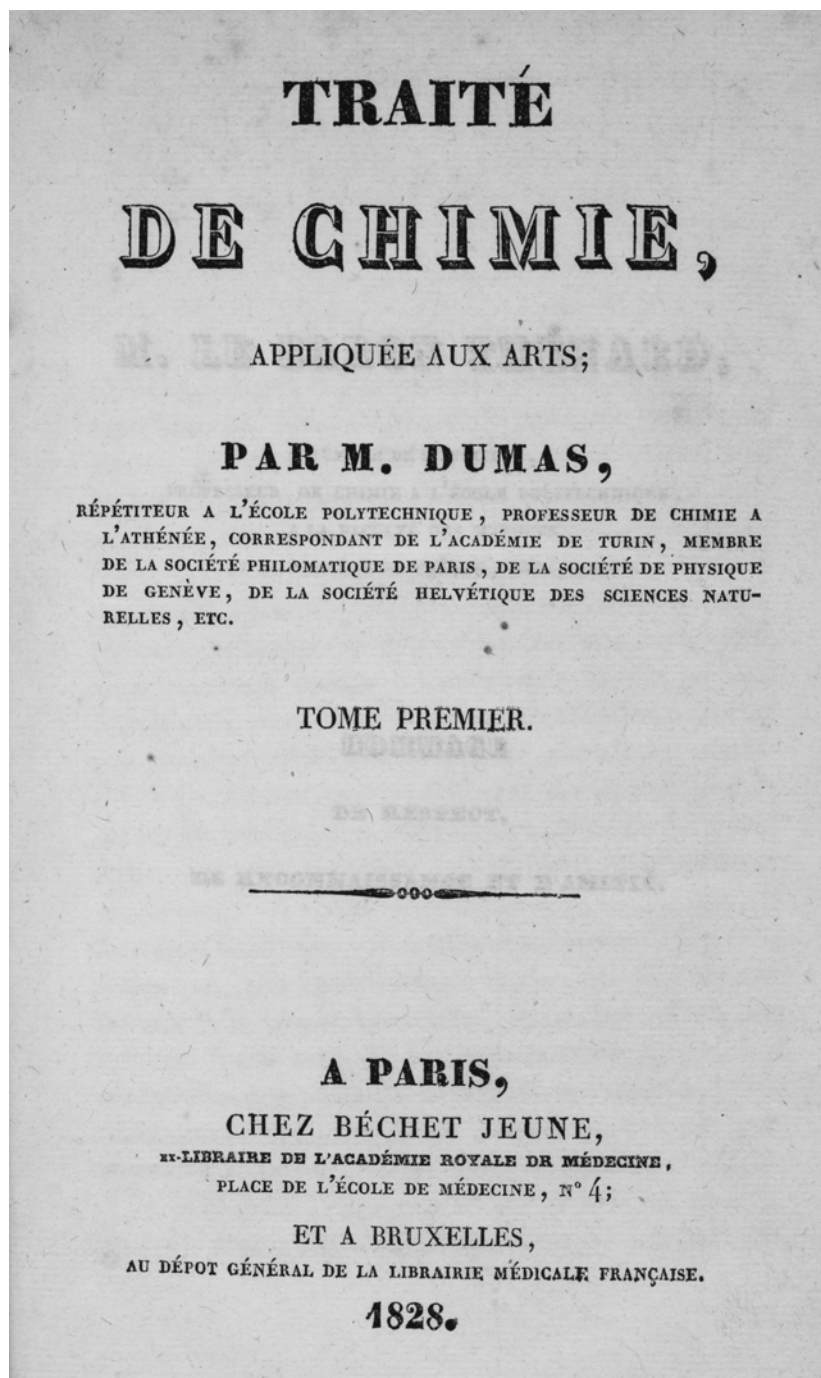 TRAITÉ
DE CHIMIE,
APPLIQUÉE AUX ARTS;
PAR M. DUMAS,
RÉPÉTITEUR A L'ÉCOLE POLYTECHNIQUE, PROFESSEUR DE CHIMIE A
L'ATHÉNÉE, CORRESPONDANT DE L'ACADÉMIE DE TURIN, MEMBRE
DE LA SOCIÉTÉ PHILOMATIQUE DE PARIS, DE LA SOCIÉTÉ DE PHYSIQUE
DE GENÈVE, DE LA SOCIÉTÉ HELVÉTIQUE DES SCIENCES NATU-
RELLES, ETC.
TOME PREMIER.
A PARIS,
CHEZ BÉCHET JEUNE,
LIBRAIRE DE L'ACADÉMIE ROYALE DR MÉDECINE,
PLACE DE L'ÉCOLE DE MÉDECINE, N° 4;
ET A BRUXELLES,
AU DÉPOT GÉNÉRAL DE LA LIBRAIRIE MÉDICALE FRANÇAISE.
1828.